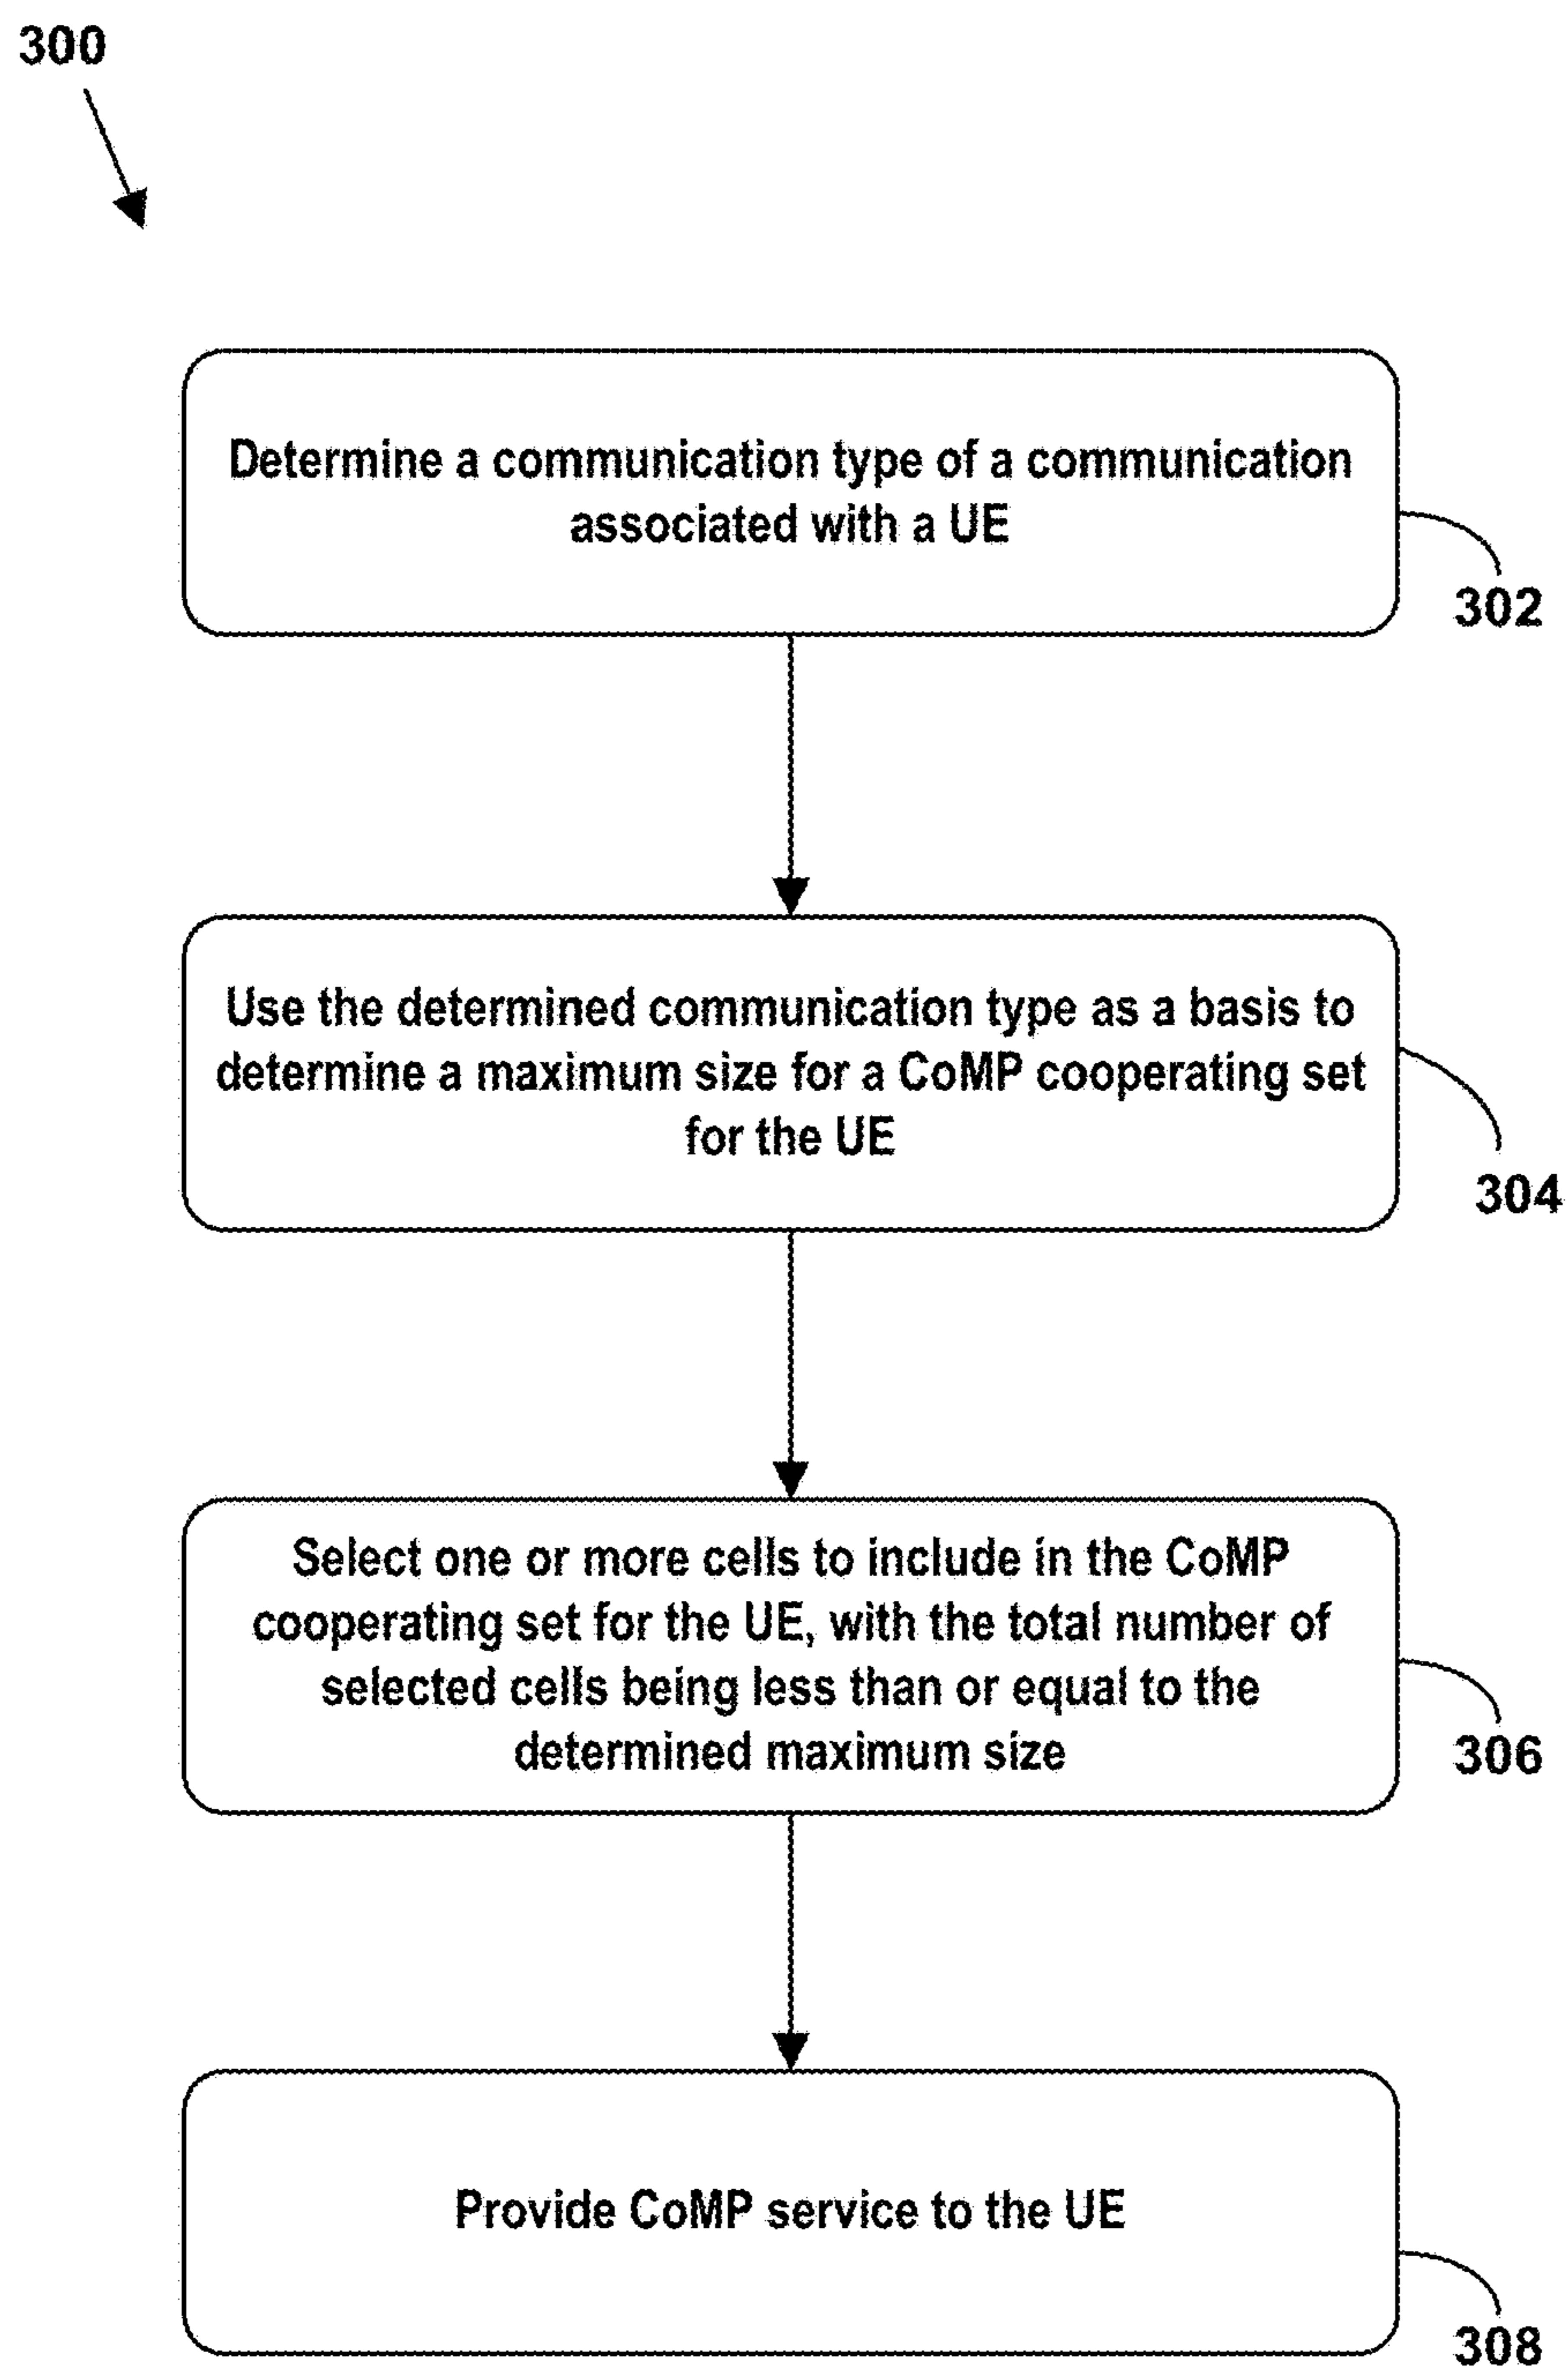 300
Determine a communication type of a communication
associated with a UE
302
Use the determined communication type as a basis to
determine a maximum size for a CoMP cooperating set
for the UE
304
Select one or more cells to include in the CoMP
cooperating set for the UE, with the total number of
selected cells being less than or equal to the
determined maximum size
306
Provide CoMP service to the UE
308